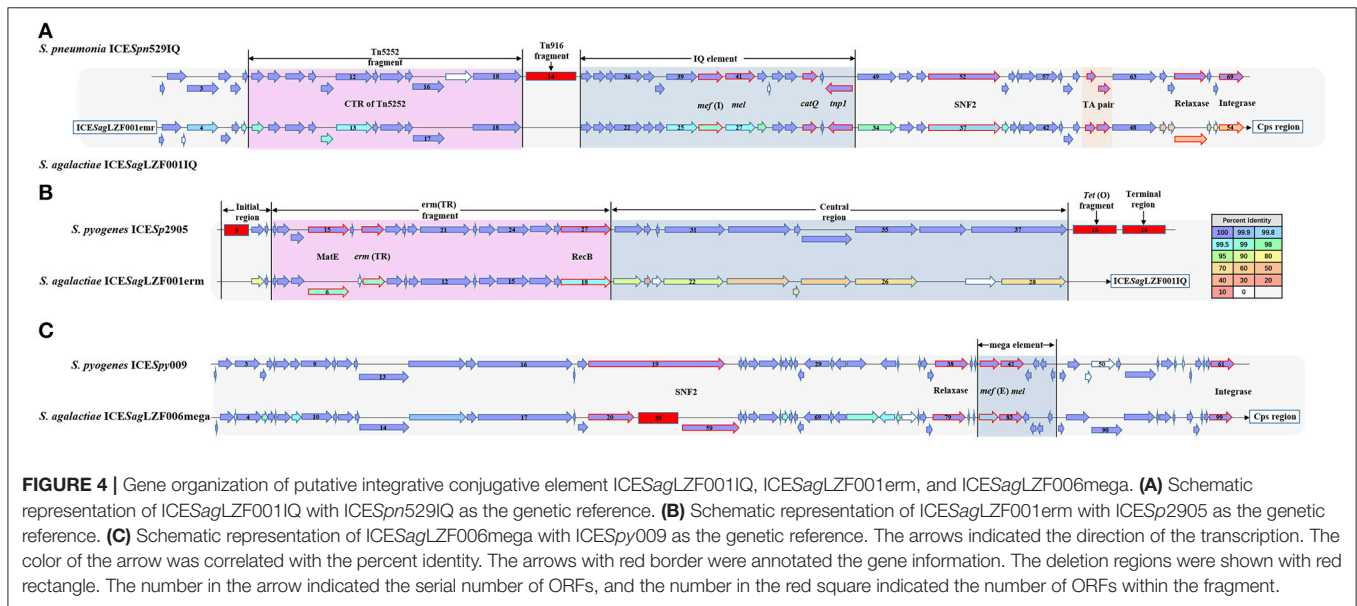 A
S. pneumonia ICESpn529IQ
Tn5252
fragment
Tn916
fragment
IQ element
3 12 16 18 14 36 39 41 49 52 57 63 69
CTR of Tn5252
mef (I) mel
catQ tnp1
SNF2
TA pair
Relaxase Integrase
ICESagLZF001emr
4 13 17 18 22 25 27 34 37 42 48 54
Cps region
S. agalactiae ICESagLZF001IQ
B
Initial
region
erm(TR)
fragment
Central
region
Tet (O)
fragment
Terminal
region
S. pyogenes ICESp2905
15 21 24 27 31 35 37 14
MatE erm (TR) RecB
S. agalactiae ICESagLZF001erm
6 12 15 18 22 26 28
ICESagLZF001IQ
Percent Identity
100 99.9 99.8
99.5 99 98
95 90 80
70 60 50
40 30 20
10 0
C
mega element
S. pyogenes ICESpy009
3 9 13 16 19 29 38 42 50 61
SNF2
Relaxase
mef (E) mel
Integrase
S. agalactiae ICESagLZF006mega
4 10 14 17 20 59 69 79 83 90 99
Cps region
FIGURE 4 | Gene organization of putative integrative conjugative element ICESagLZF001IQ, ICESagLZF001erm, and ICESagLZF006mega. (A) Schematic
representation of ICESagLZF001IQ with ICESpn529IQ as the genetic reference. (B) Schematic representation of ICESagLZF001erm with ICESp2905 as the genetic
reference. (C) Schematic representation of ICESagLZF006mega with ICESpy009 as the genetic reference. The arrows indicated the direction of the transcription. The
color of the arrow was correlated with the percent identity. The arrows with red border were annotated the gene information. The deletion regions were shown with red
rectangle. The number in the arrow indicated the serial number of ORFs, and the number in the red square indicated the number of ORFs within the fragment.